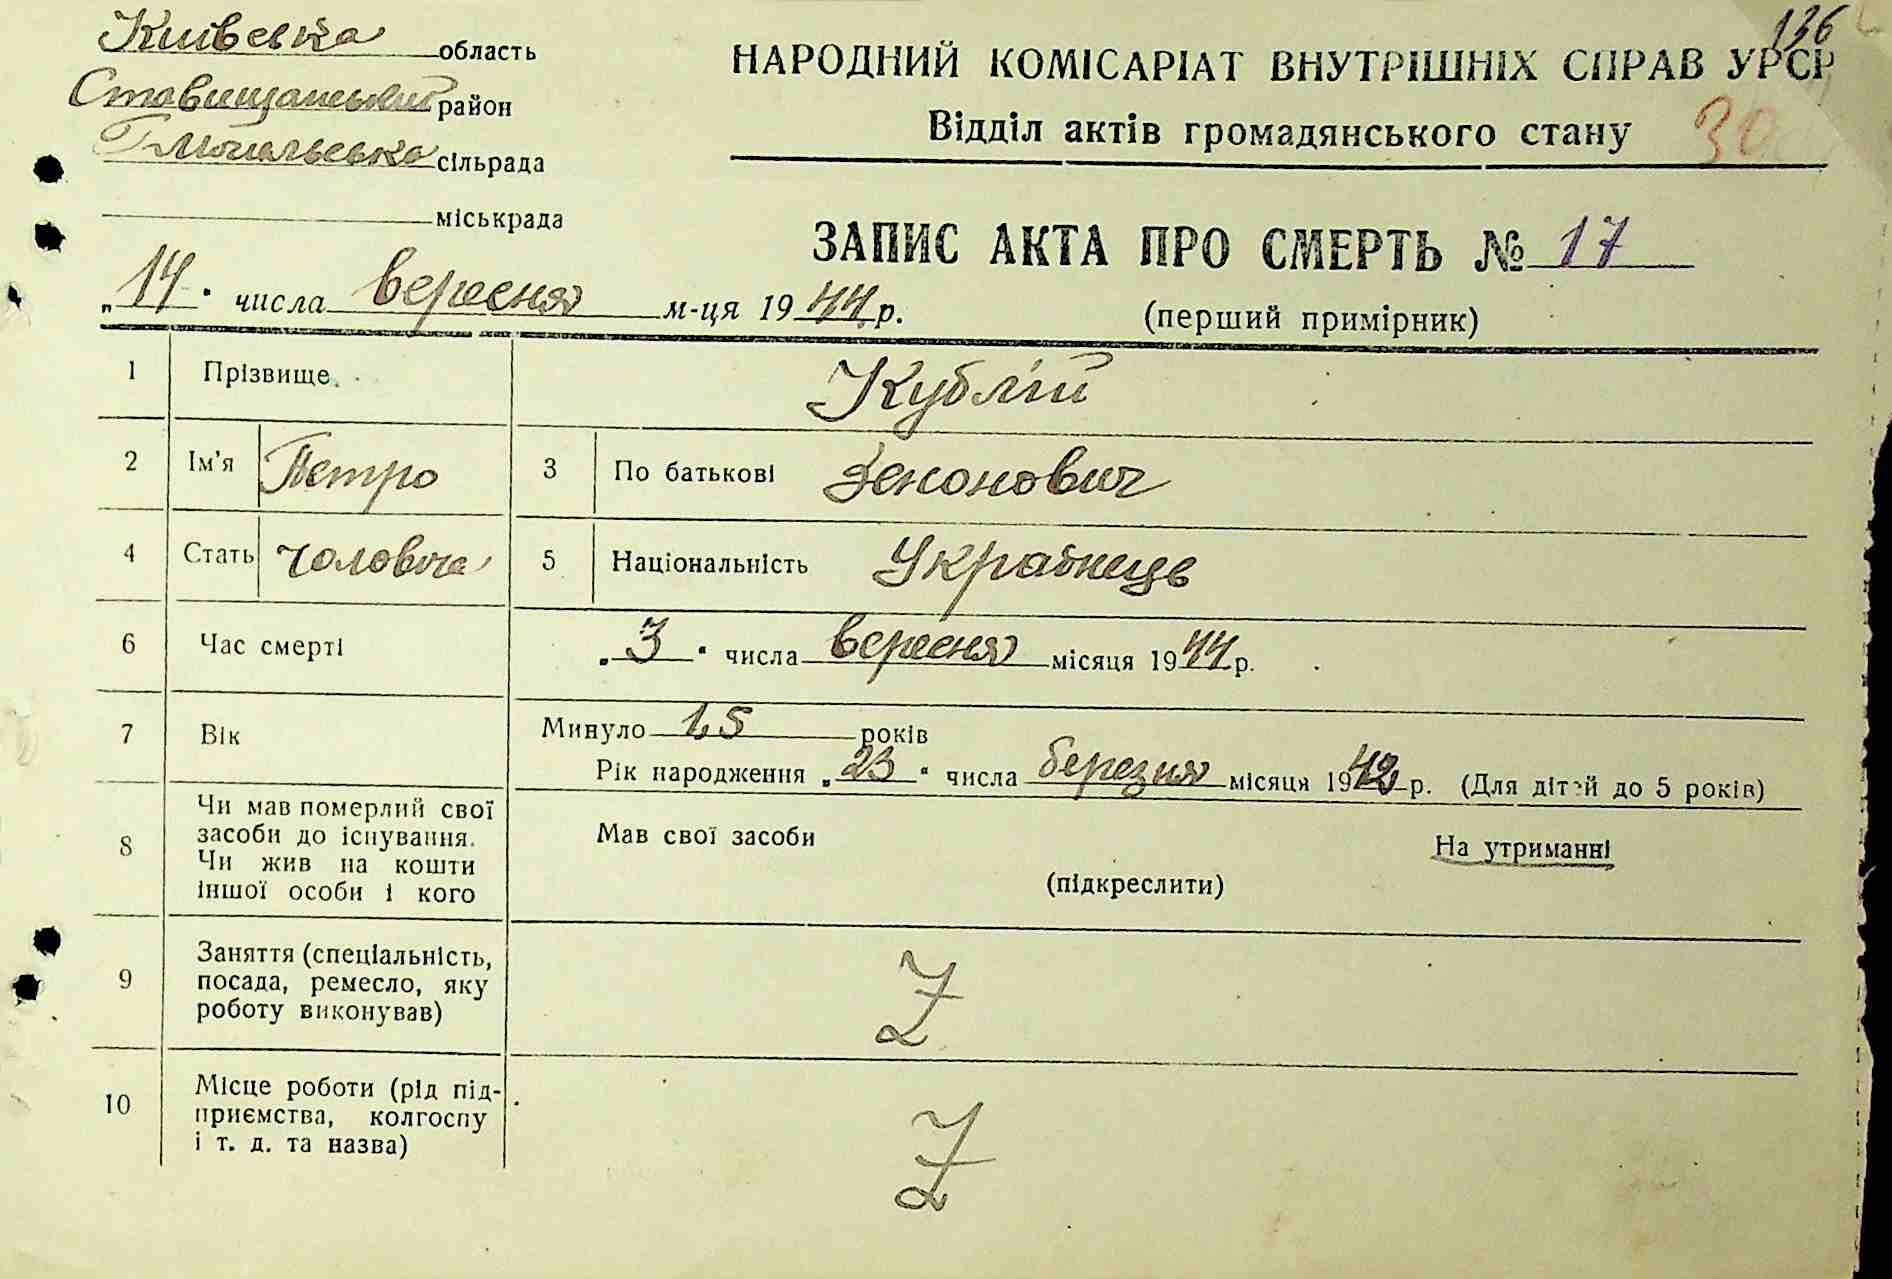 136
Київська область
Ставищанський район
сільрада
міськрада
НАРОДНИЙ КОМІСАРІАТ ВНУТРІШНІХ СПРАВ УРСР
Відділ актів громадянського стану
30
ЗАПИС АКТА ПРО СМЕРТЬ № 17
„14“ числа вересня м-ця 1944 р.
(перший примірник)
1 Прізвище Кублій
2 Ім'я Петро 3 По батькові Зенонович
4 Стать чоловіча 5 Національність Українець
6 Час смерті „3“ числа вересня місяця 1944 р.
7 Вік Минуло 1,5 років
Рік народження „23“ числа березня місяця 19 р. (Для дітей до 5 років)
8 Чи мав померлий свої
засоби до існування.
Чи жив на кошти
іншої особи і кого
Мав свої засоби На утриманні
(підкреслити)
9 Заняття (спеціальність,
посада, ремесло, яку
роботу виконував)
Z
10 Місце роботи (рід під-
приємства, колгоспу
і т. д. та назва)
Z